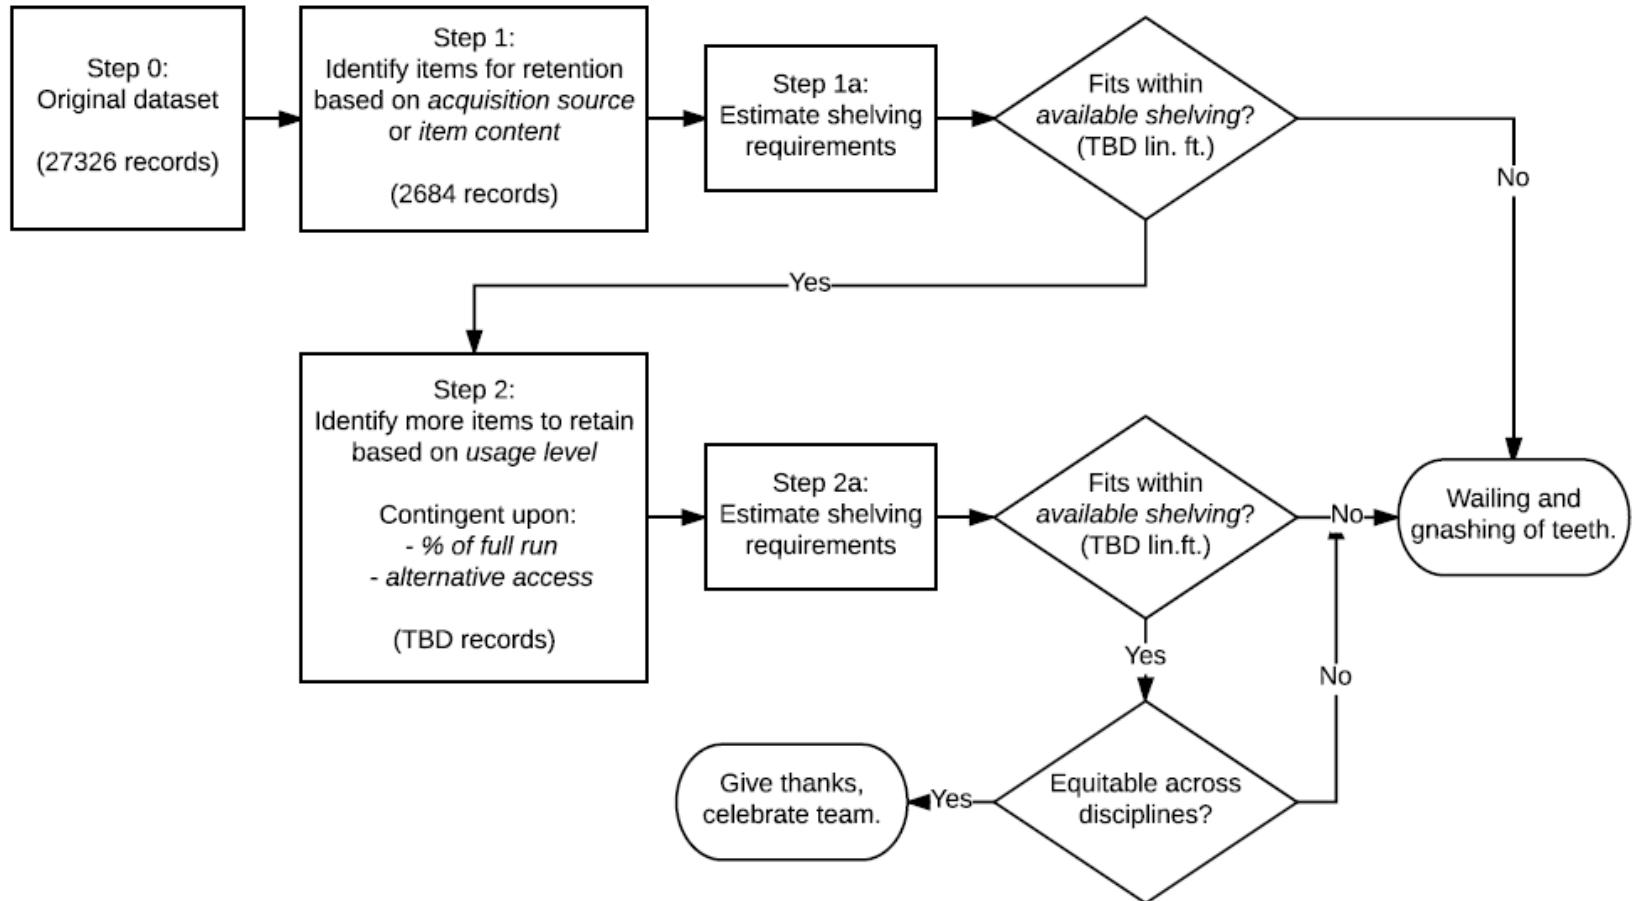 Step 0:
Original dataset
(27326 records)
Step 1:
Identify items for retention
based on acquisition source
or item content
(2684 records)
Step 1a:
Estimate shelving
requirements
Fits within
available shelving?
(TBD lin. ft.)
No
Yes
Step 2:
Identify more items to retain
based on usage level
Contingent upon:
- % of full run
- alternative access
(TBD records)
Step 2a:
Estimate shelving
requirements
Fits within
available shelving?
(TBD lin.ft.)
No
Wailing and
gnashing of teeth.
Yes
No
Equitable across
disciplines?
Yes
Give thanks,
celebrate team.